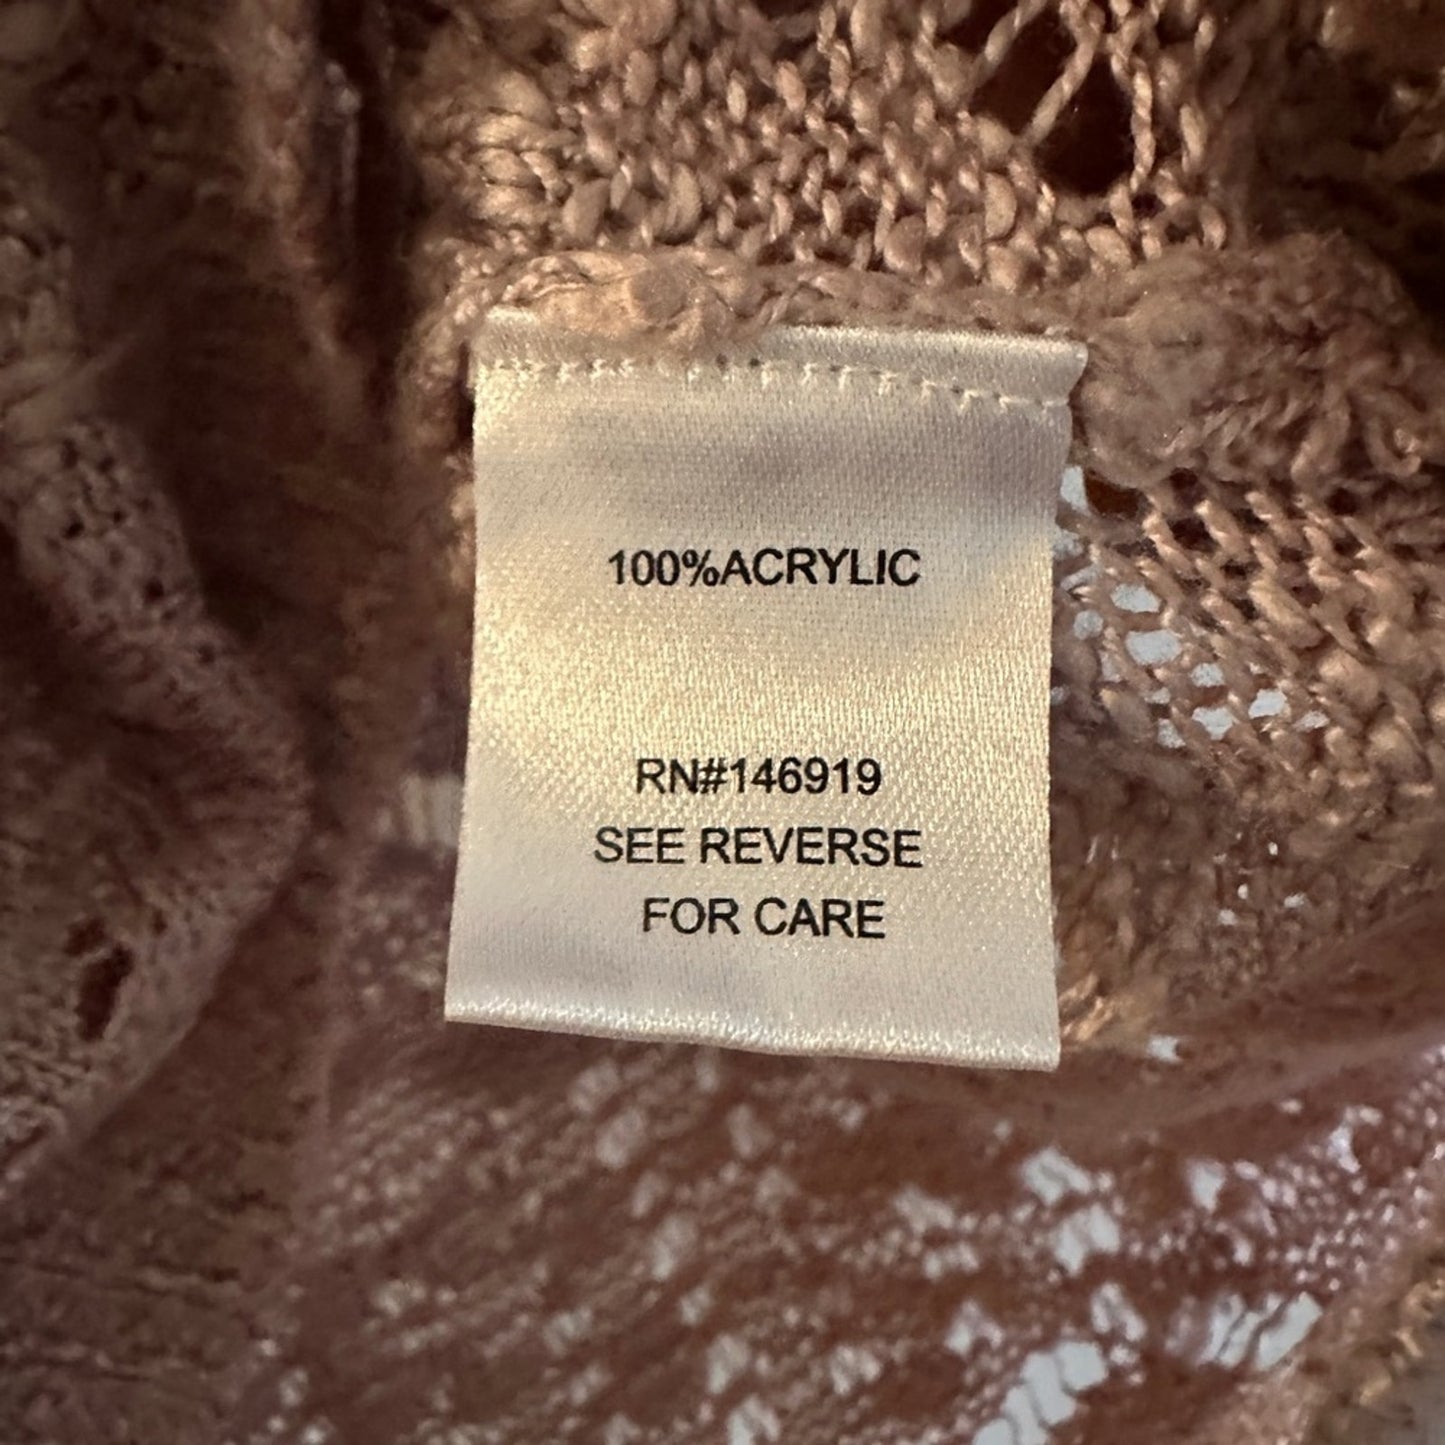 100%ACRYLIC
RN#146919
SEE REVERSE
FOR CARE